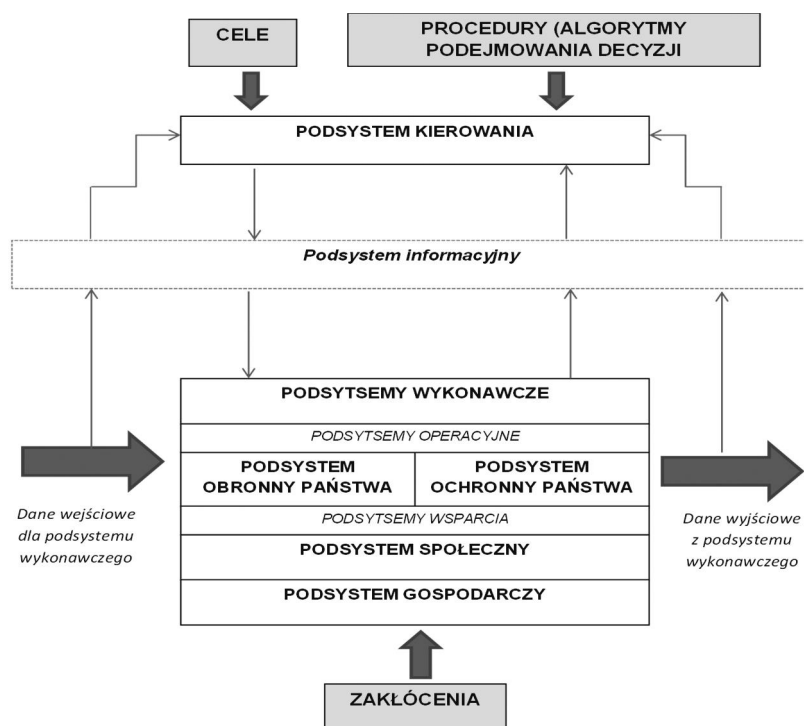 CELE
PROCEDURY (ALGORYTMY
PODEJMOWANIA DECYZJI
PODSYSTEM KIEROWANIA
Podsystem informacyjny
PODSYTSEMY WYKONAWCZE
PODSYTSEMY OPERACYJNE
PODSYSTEM
OBRONNY PAŃSTWA
PODSYSTEM
OCHRONNY PAŃSTWA
PODSYTSEMY WSPARCIA
PODSYSTEM SPOŁECZNY
PODSYSTEM GOSPODARCZY
Dane wejściowe
dla podsystemu
wykonawczego
Dane wyjściowe
z podsystemu
wykonawczego
ZAKŁÓCENIA